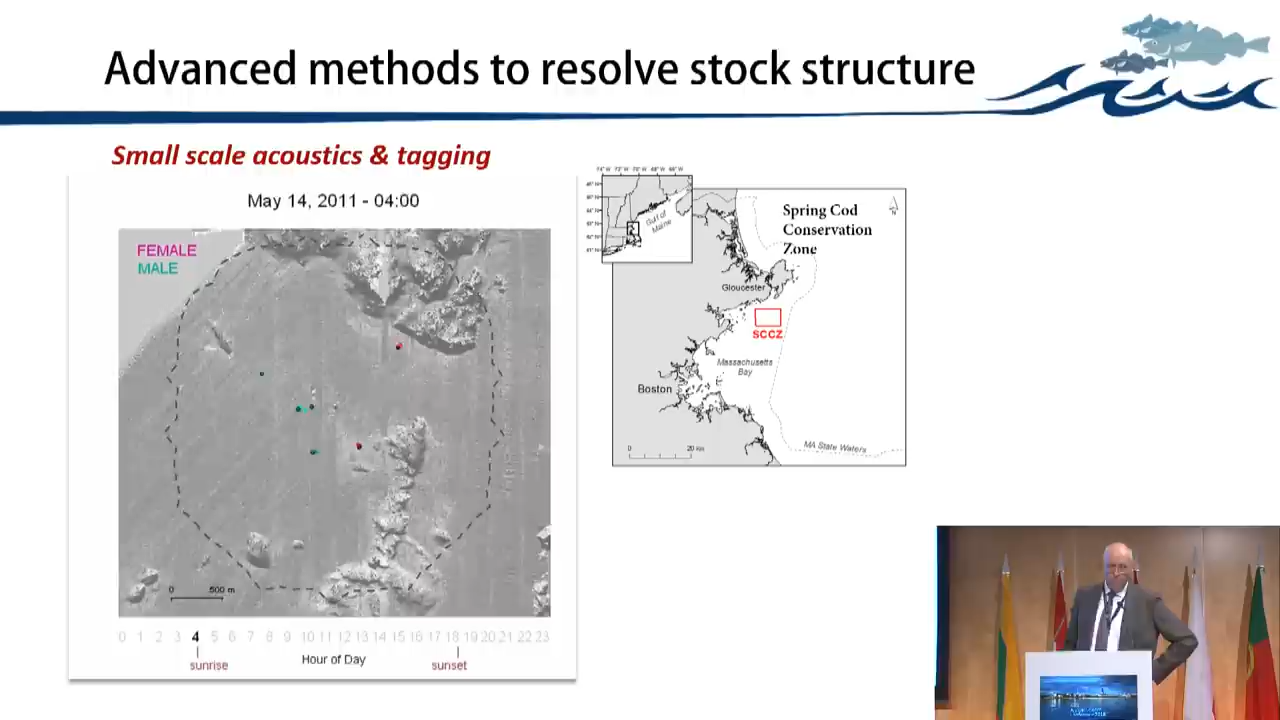 Advanced methods to resolve stock structure
Small scale acoustics & tagging
May 14, 2011 - 04:00
FEMALE
MALE
0 500 m
0 1 2 3 4 5 6 7 8 9 10 11 12 13 14 15 16 17 18 19 20 21 22 23
sunrise
Hour of Day
sunset
Gulf of
Maine
Spring Cod
Conservation
Zone
N
Gloucester
SCCZ
Massachusetts
Bay
Boston
MA State Waters
0 20 km